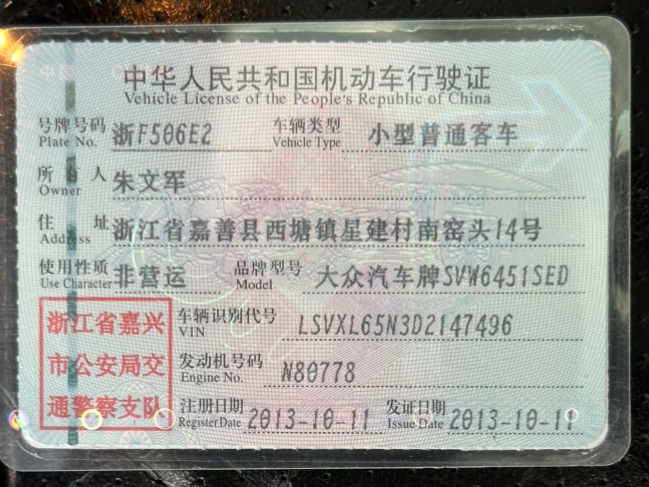 中华人民共和国机动车行驶证
Vehicle License of the People's Republic of China
号牌号码 浙F506E2 车辆类型 小型普通客车
Plate No. Vehicle Type
所有人 朱文军
Owner
住址 浙江省嘉善县西塘镇星建村南窑头14号
Address
使用性质 非营运 品牌型号 大众汽车牌SVW6451SED
Use Character Model
浙江省嘉兴
市公安局交
通警察支队
车辆识别代号 LSVXL65N3D2147496
VIN
发动机号码 N80778
Engine No.
注册日期 2013-10-11 发证日期 2013-10-11
Register Date Issue Date